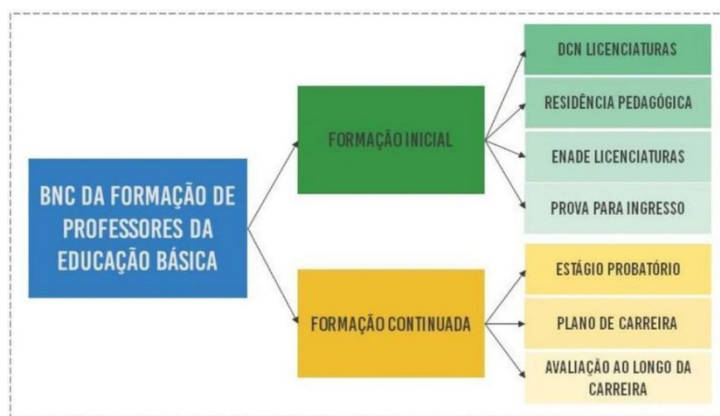 BNC DA FORMAÇÃO DE
PROFESSORES DA
EDUCAÇÃO BÁSICA
FORMAÇÃO INICIAL
DCN LICENCIATURAS
RESIDÊNCIA PEDAGÓGICA
ENADE LICENCIATURAS
PROVA PARA INGRESSO
FORMAÇÃO CONTINUADA
ESTÁGIO PROBATÓRIO
PLANO DE CARREIRA
AVALIAÇÃO AO LONGO DA
CARREIRA